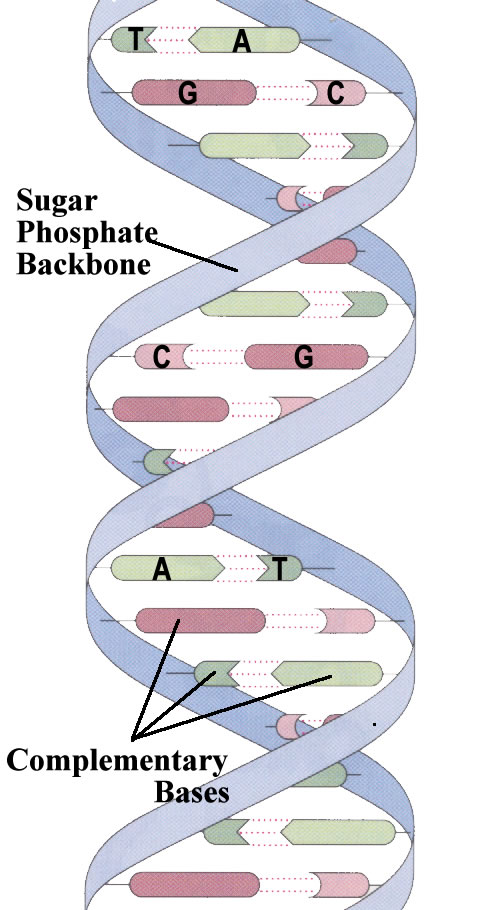 T A
G C
Sugar
Phosphate
Backbone
C G
A T
Complementary
Bases